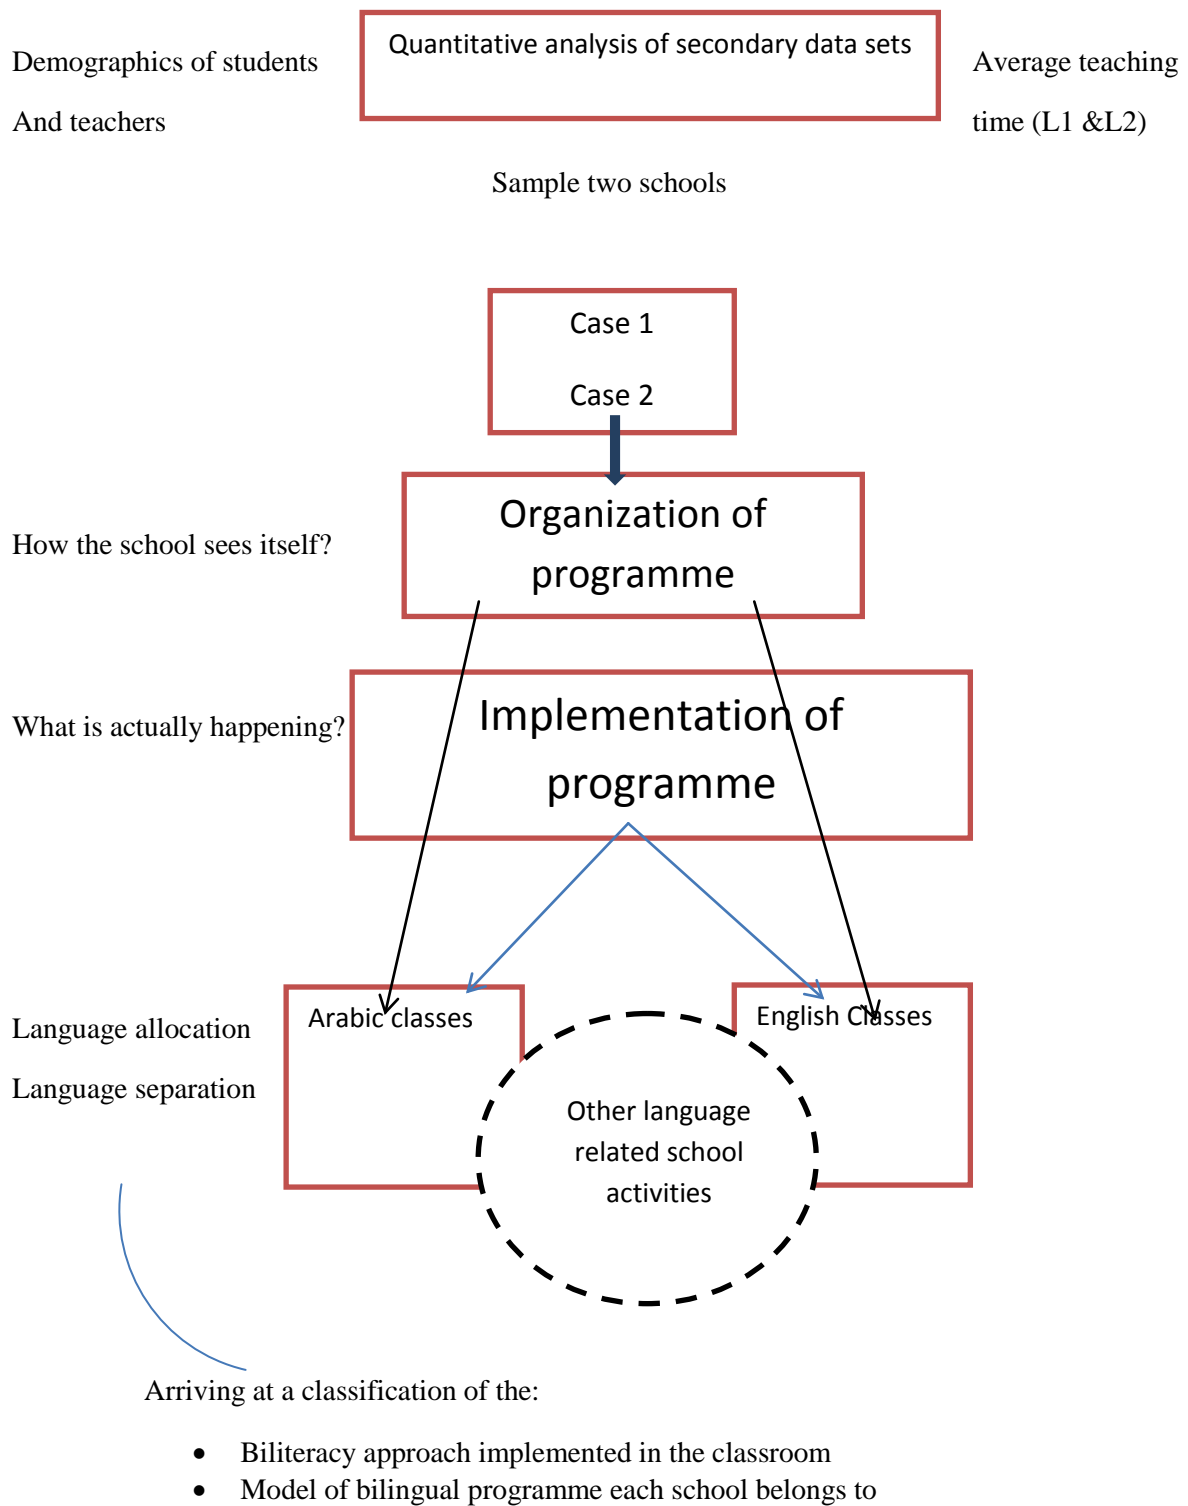 Quantitative analysis of secondary data sets
Demographics of students
And teachers
Average teaching
time (L1 &L2)
Sample two schools
Case 1
Case 2
Organization of
programme
How the school sees itself?
Implementation of
programme
What is actually happening?
Arabic classes
English Classes
Language allocation
Language separation
Other language
related school
activities
Arriving at a classification of the:
• Biliteracy approach implemented in the classroom
• Model of bilingual programme each school belongs to